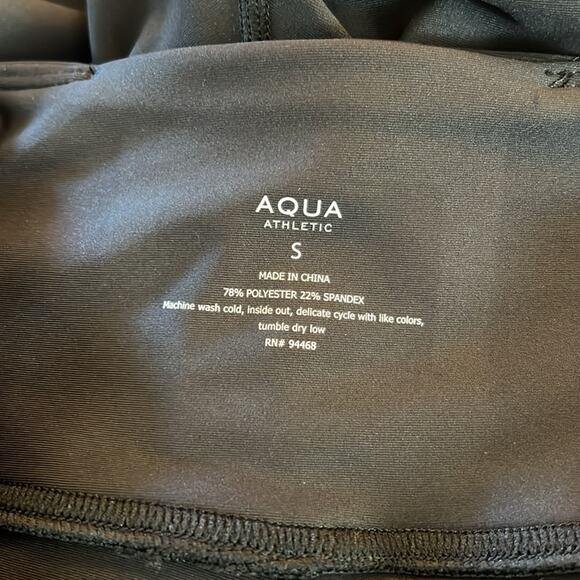 AQUA
ATHLETIC
S
MADE IN CHINA
78% POLYESTER 22% SPANDEX
Machine wash cold, inside out, delicate cycle with like colors,
tumble dry low
RN# 94468